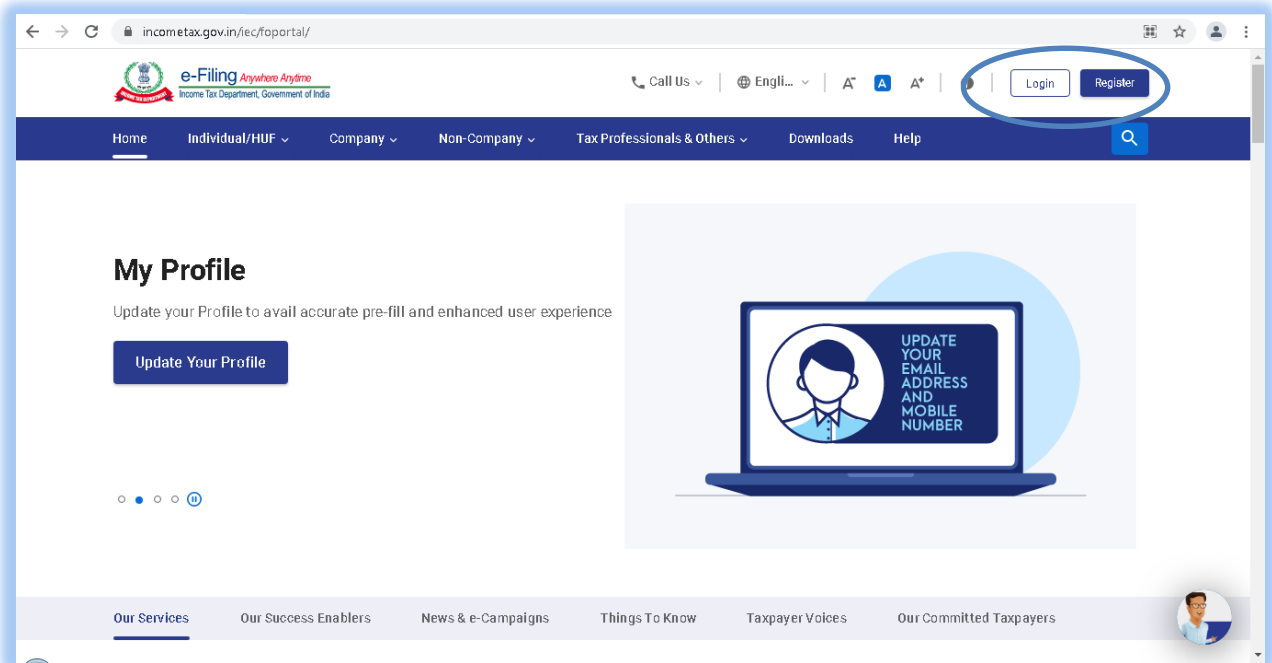 incometax.gov.in/iec/foportal/
e-Filing Anywhere Anytime
Income Tax Department, Government of India
Call Us
Engli...
A-
A
A+
Login
Register
Home
Individual/HUF
Company
Non-Company
Tax Professionals & Others
Downloads
Help
My Profile
Update your Profile to avail accurate pre-fill and enhanced user experience
Update Your Profile
UPDATE
YOUR
EMAIL
ADDRESS
AND
MOBILE
NUMBER
Our Services
Our Success Enablers
News & e-Campaigns
Things To Know
Taxpayer Voices
Our Committed Taxpayers